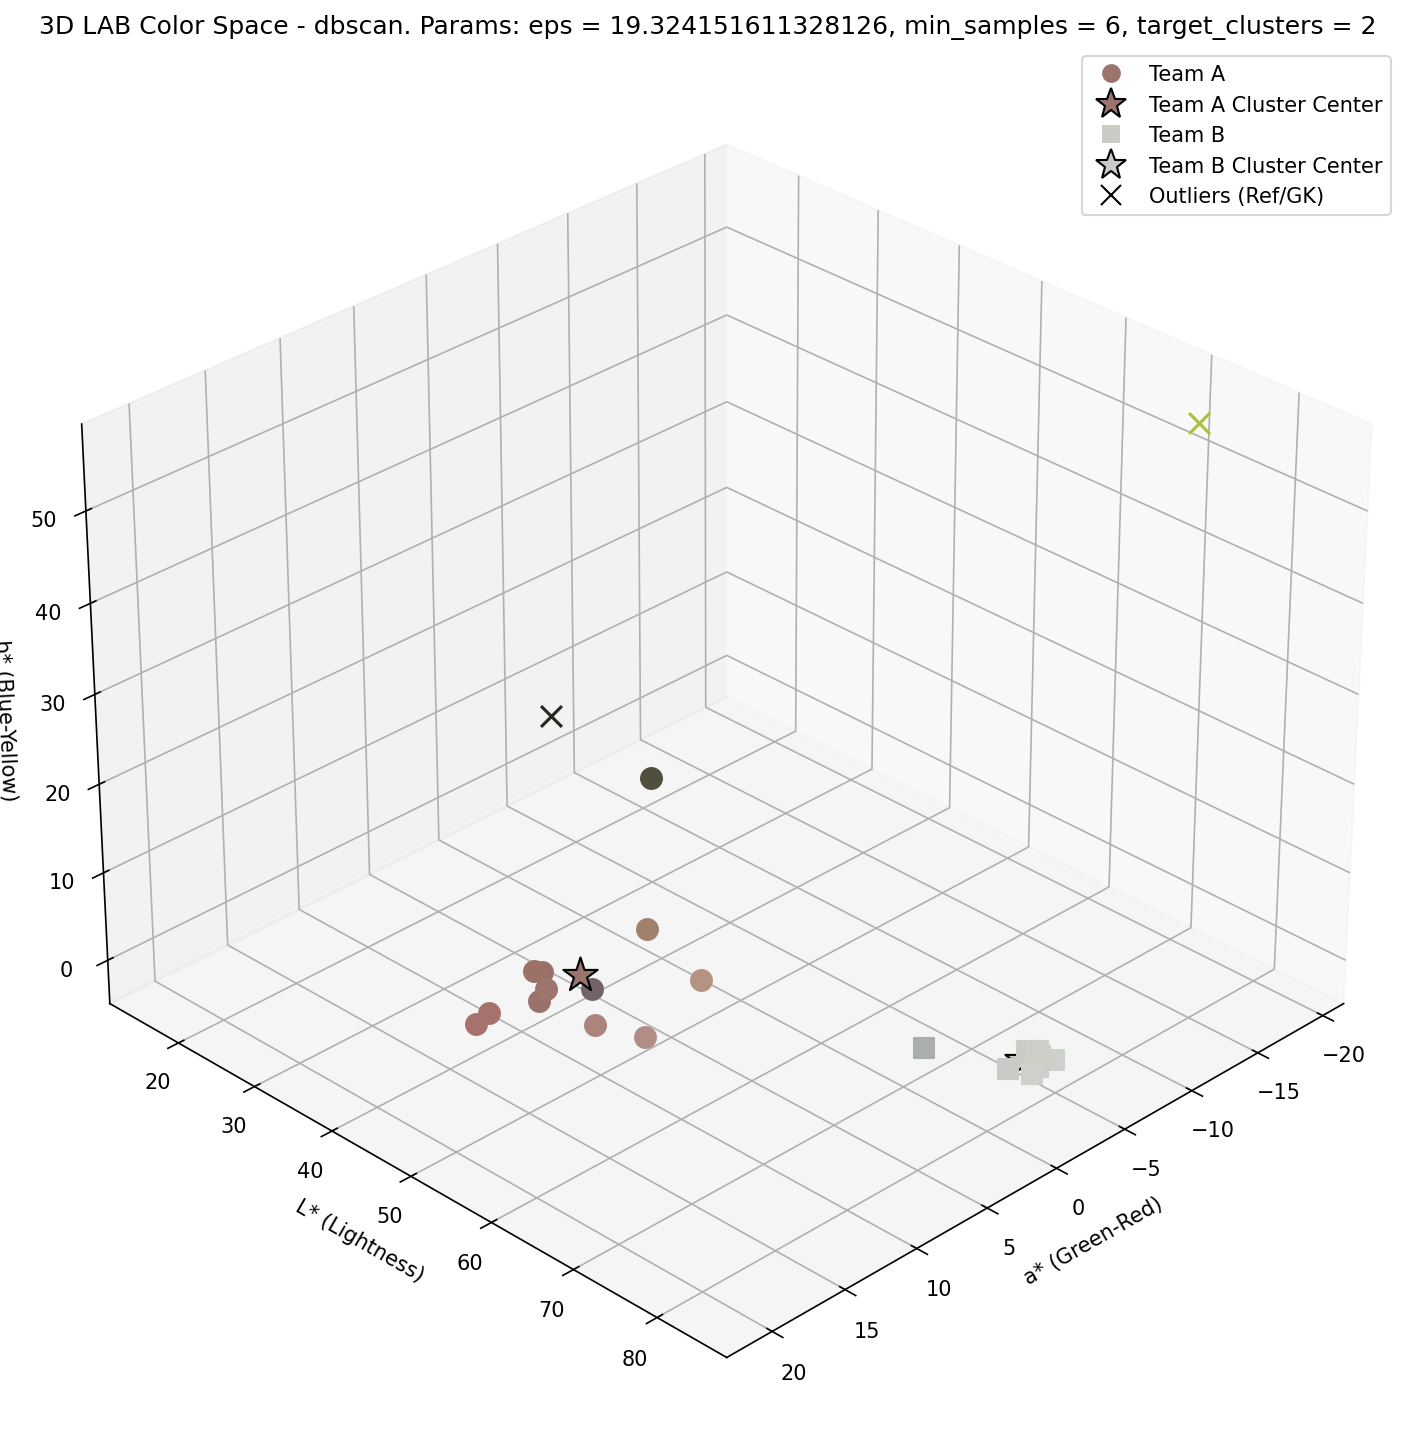 3D LAB Color Space - dbscan. Params: eps = 19.324151611328126, min_samples = 6, target_clusters = 2
Team A
Team A Cluster Center
Team B
Team B Cluster Center
Outliers (Ref/GK)
50
40
30
20
10
0
b* (Blue-Yellow)
20
30
40
50
60
70
80
L* (Lightness)
−20
−15
−10
−5
0
5
10
15
20
a* (Green-Red)